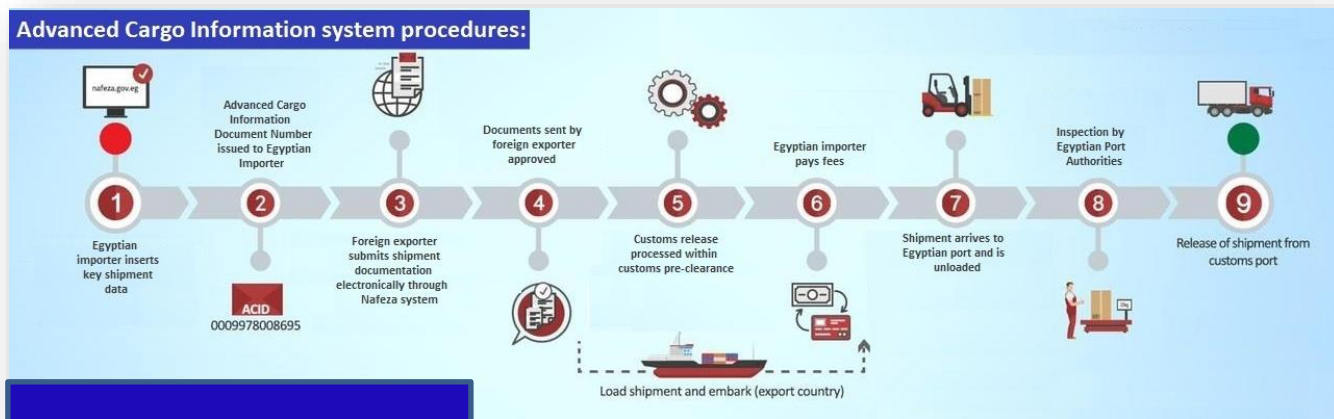 Advanced Cargo Information system procedures:
nafeza.gov.eg
1
Egyptian
importer inserts
key shipment
data
Advanced Cargo
Information
Document Number
issued to Egyptian
Importer
2
ACID
0009978008695
3
Foreign exporter
submits shipment
documentation
electronically through
Nafeza system
Documents sent by
foreign exporter
approved
4
5
Customs release
processed within
customs pre-clearance
Egyptian importer
pays fees
6
Load shipment and embark (export country)
7
Shipment arrives to
Egyptian port and is
unloaded
Inspection by
Egyptian Port
Authorities
8
9
Release of shipment from
customs port